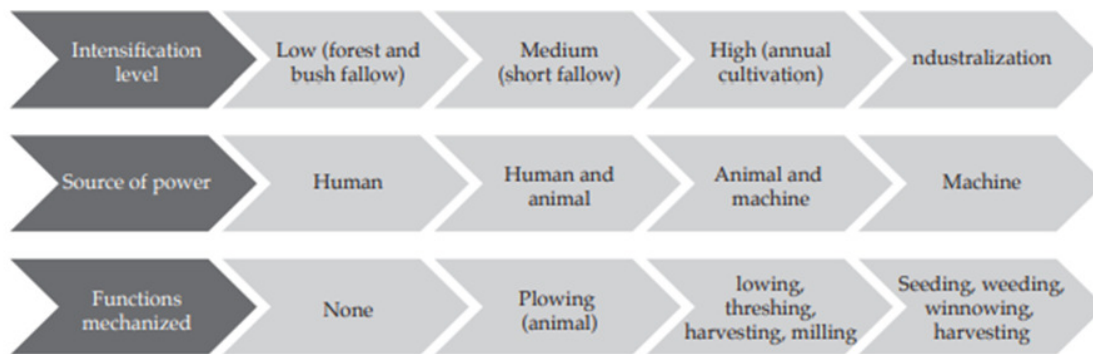 Intensification
level
Low (forest and
bush fallow)
Medium
(short fallow)
High (annual
cultivation)
ndustralization
Source of power
Human
Human and
animal
Animal and
machine
Machine
Functions
mechanized
None
Plowing
(animal)
lowing,
threshing,
harvesting, milling
Seeding, weeding,
winnowing,
harvesting